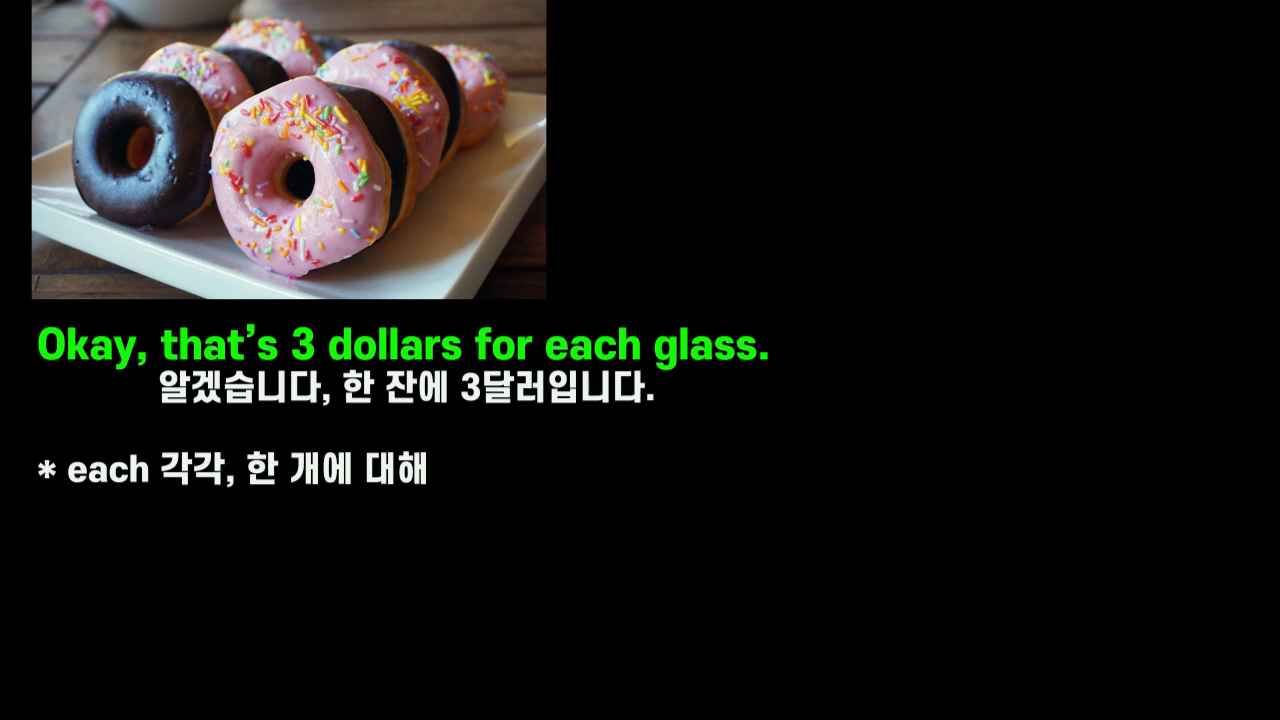 Okay, that’s 3 dollars for each glass.
알겠습니다, 한 잔에 3달러입니다.
* each 각각, 한 개에 대해